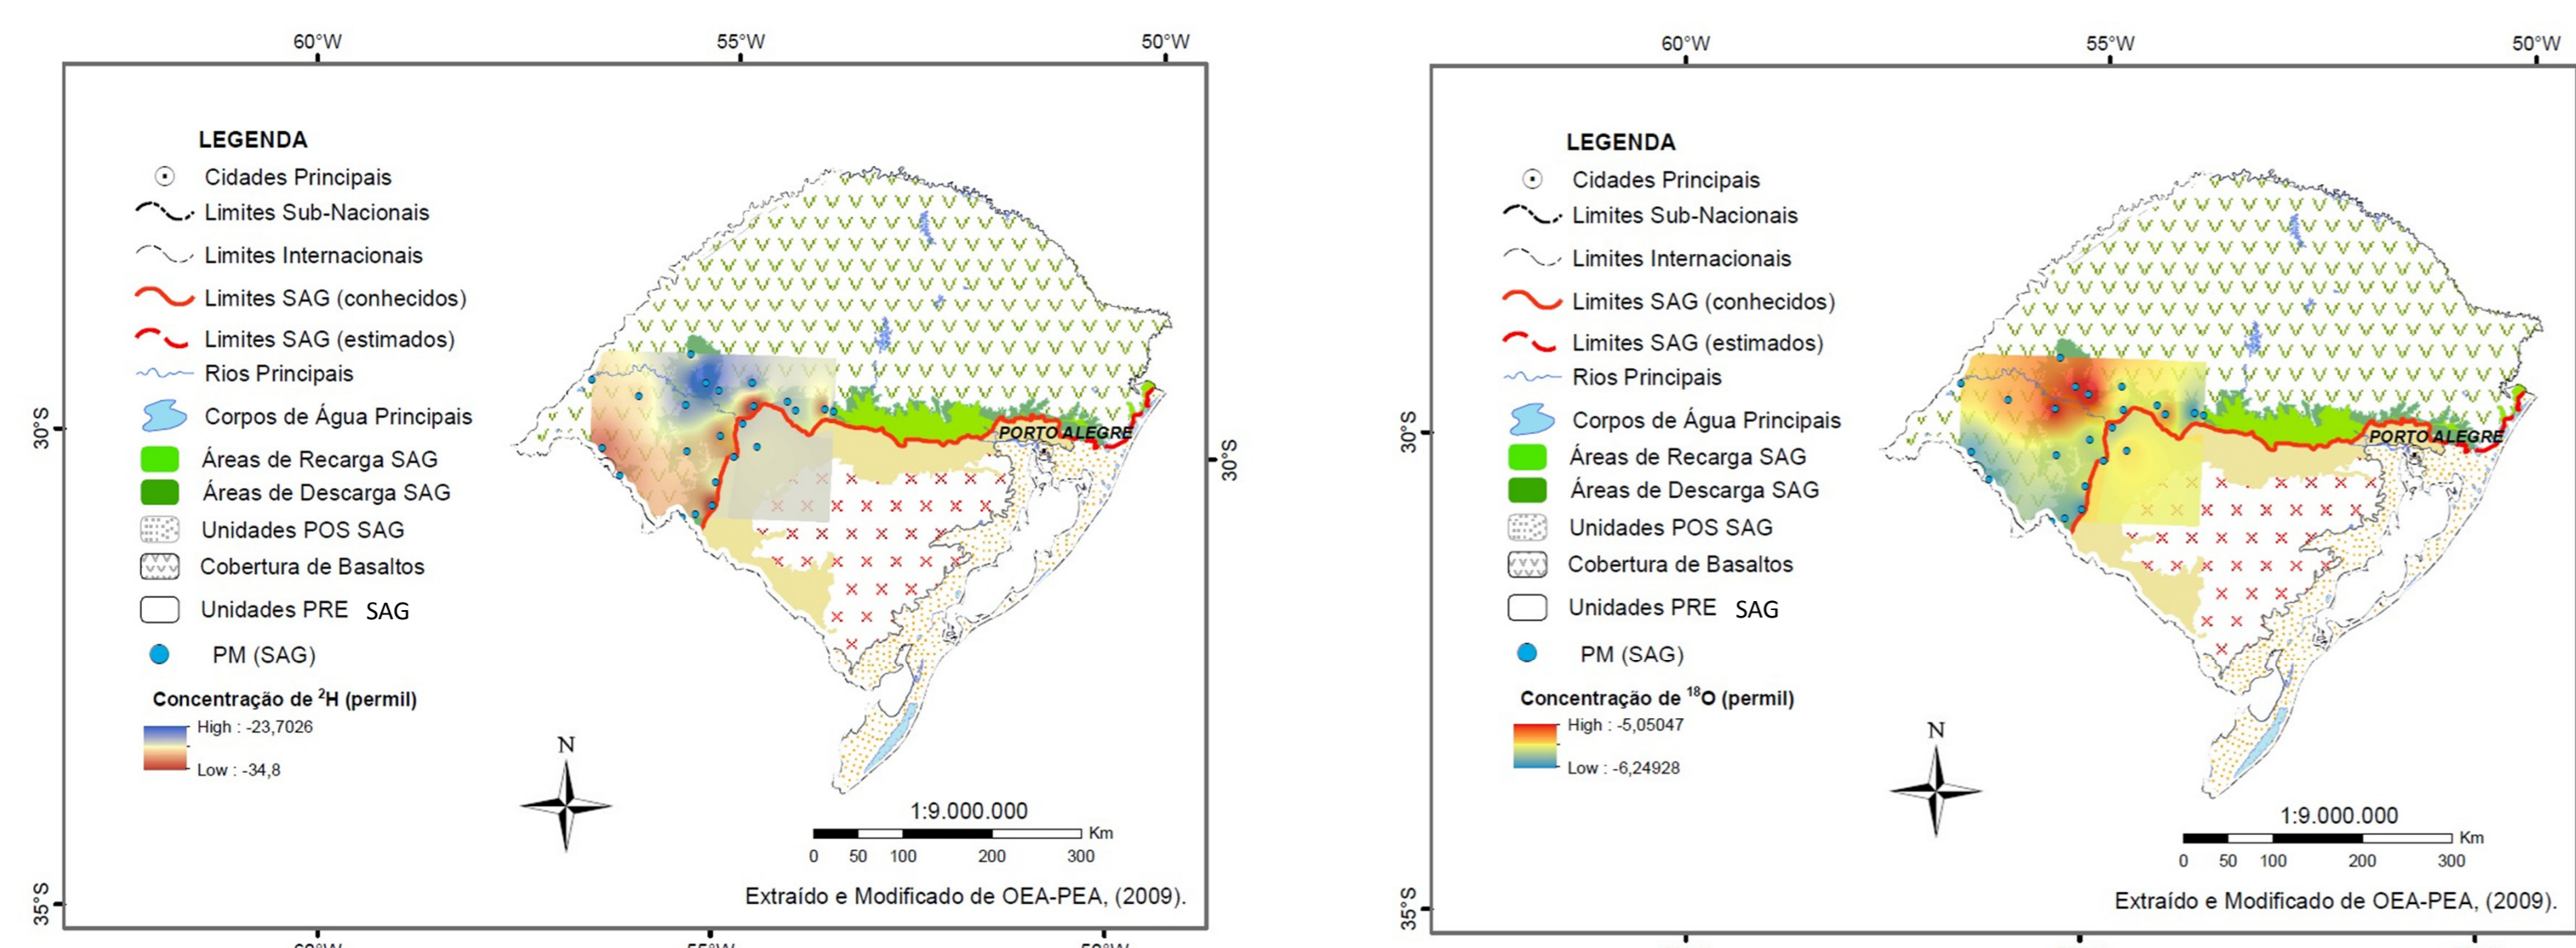 60°W 55°W 50°W
LEGENDA
Cidades Principais
Limites Sub-Nacionais
Limites Internacionais
Limites SAG (conhecidos)
Limites SAG (estimados)
Rios Principais
Corpos de Água Principais
Áreas de Recarga SAG
Áreas de Descarga SAG
Unidades POS SAG
Cobertura de Basaltos
Unidades PRE SAG
PM (SAG)
Concentração de ²H (permil)
High : -23,7026
Low : -34,8
30°S
30°S
35°S
PORTO ALEGRE
N
1:9.000.000
Km
0 50 100 200 300
Extraído e Modificado de OEA-PEA, (2009).
60°W 55°W 50°W
60°W 55°W 50°W
LEGENDA
Cidades Principais
Limites Sub-Nacionais
Limites Internacionais
Limites SAG (conhecidos)
Limites SAG (estimados)
Rios Principais
Corpos de Água Principais
Áreas de Recarga SAG
Áreas de Descarga SAG
Unidades POS SAG
Cobertura de Basaltos
Unidades PRE SAG
PM (SAG)
Concentração de ¹⁸O (permil)
High : -5,05047
Low : -6,24928
30°S
35°S
PORTO ALEGRE
N
1:9.000.000
Km
0 50 100 200 300
Extraído e Modificado de OEA-PEA, (2009).